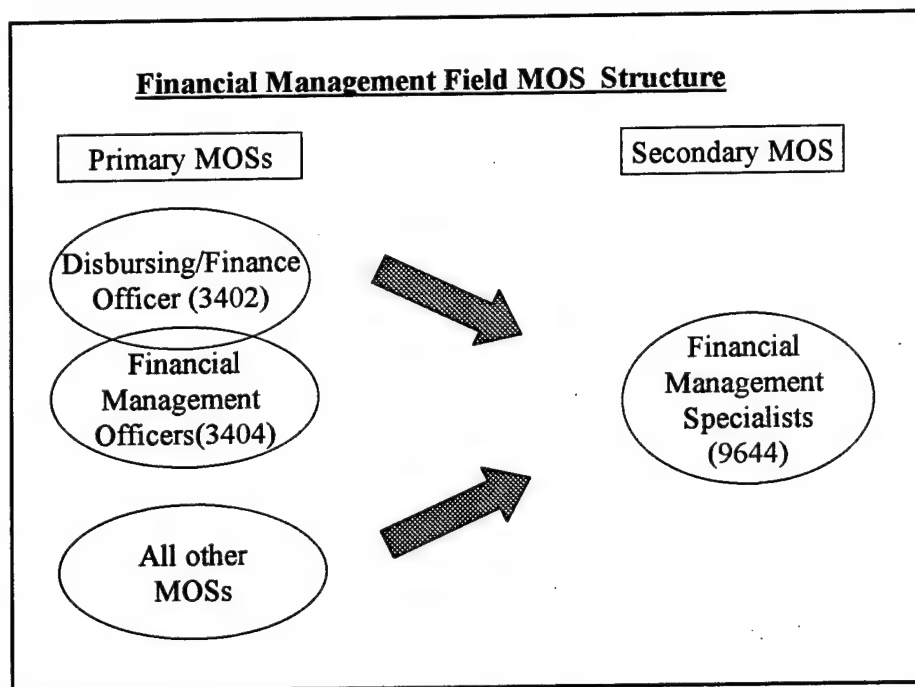 Financial Management Field MOS Structure
Primary MOSs
Secondary MOS
Disbursing/Finance
Officer (3402)
Financial
Management
Officers(3404)
All other
MOSs
Financial
Management
Specialists
(9644)